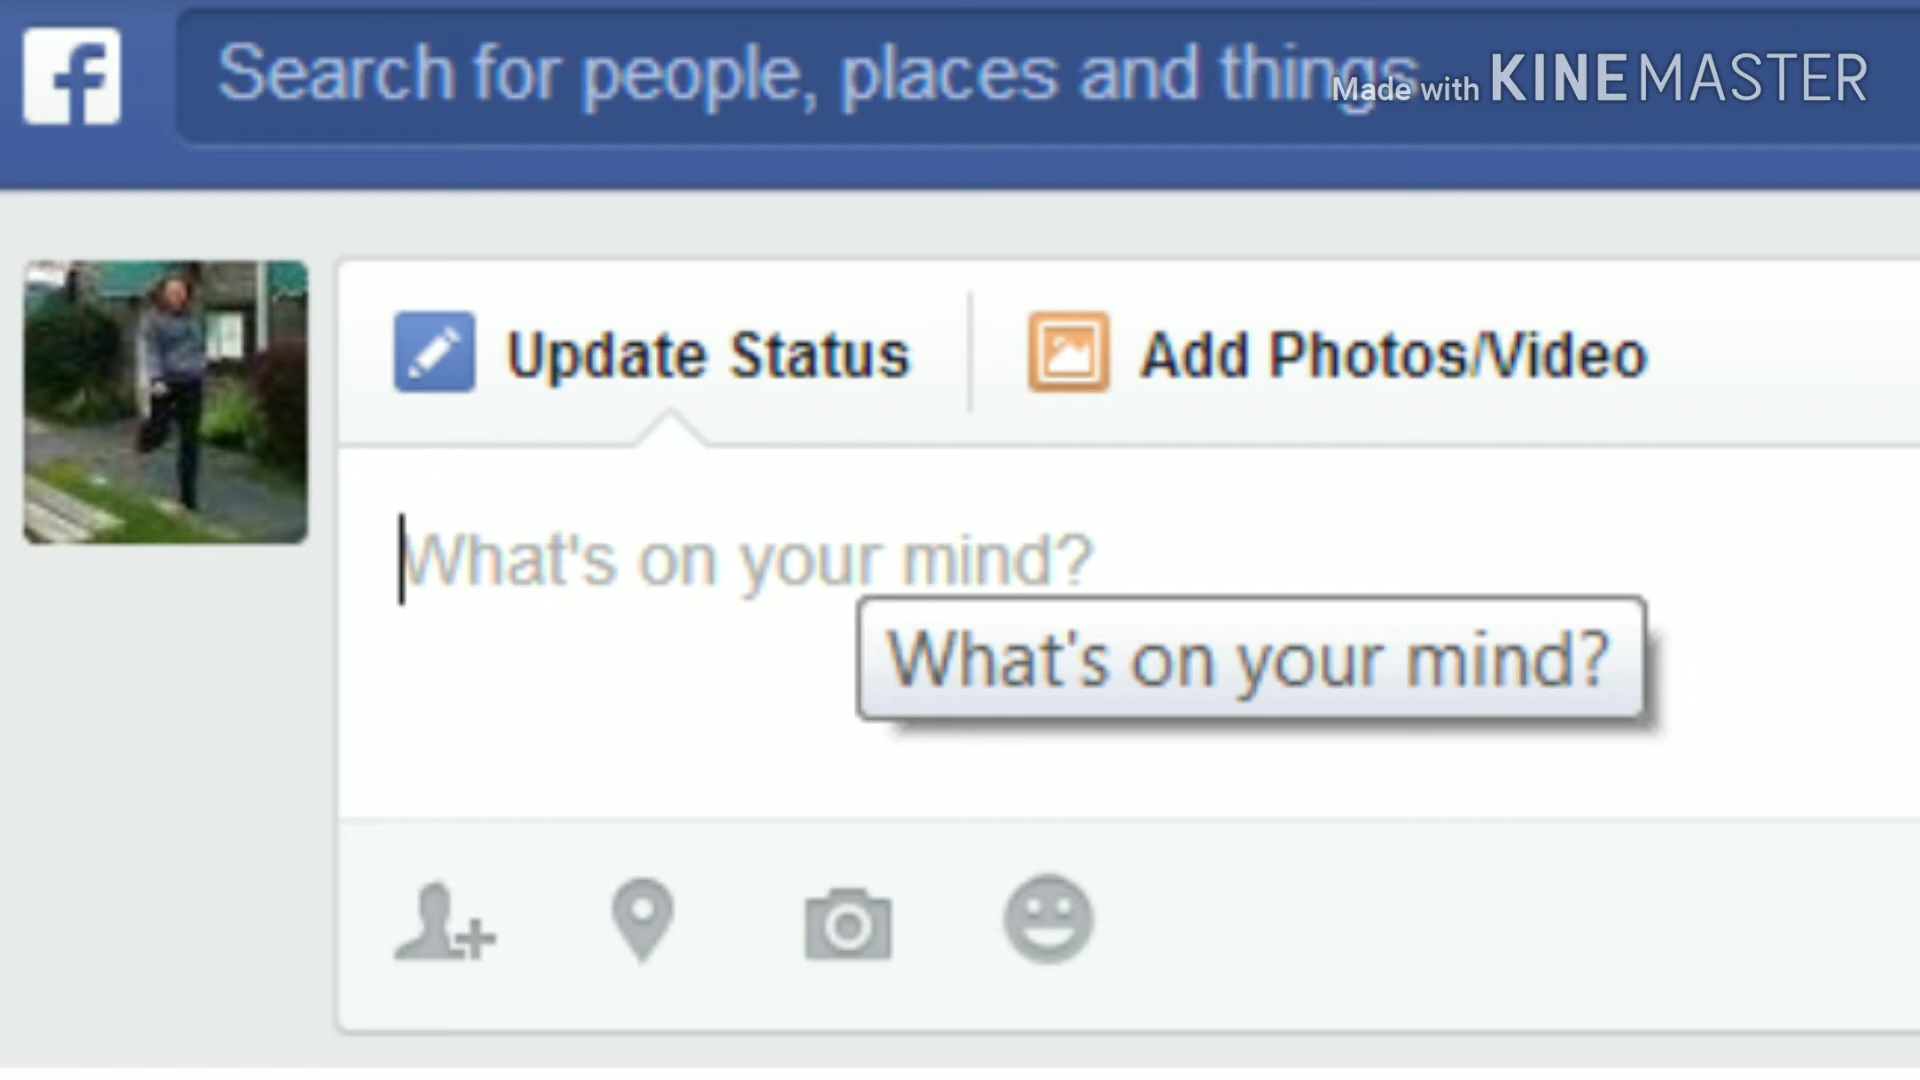 f
Search for people, places and things
Made with KINEMASTER
Update Status
Add Photos/Video
What's on your mind?
What's on your mind?